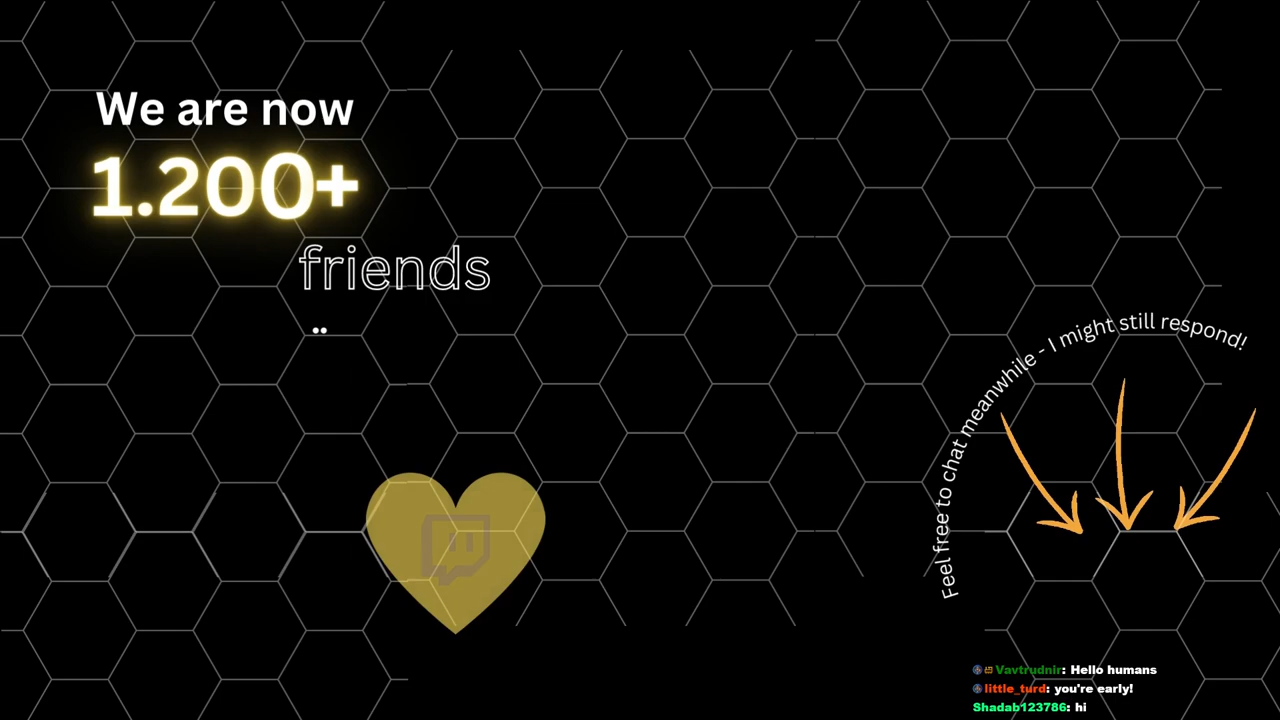 We are now
1.200+
friends
..
Feel free to chat meanwhile - I might still respond!
Vavtrudnir: Hello humans
little_turd: you're early!
Shadab123786: hi